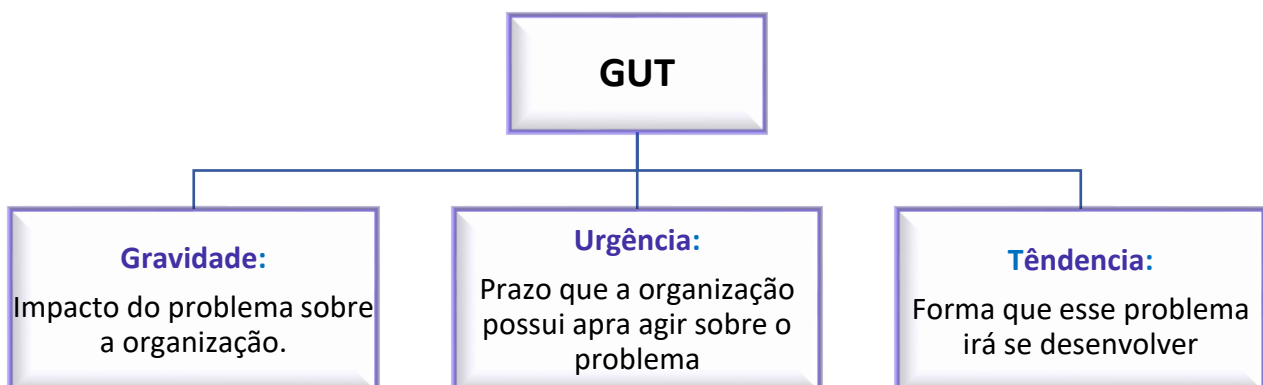 GUT
Gravidade:
Impacto do problema sobre
a organização.
Urgência:
Prazo que a organização
possui apra agir sobre o
problema
Têndencia:
Forma que esse problema
irá se desenvolver